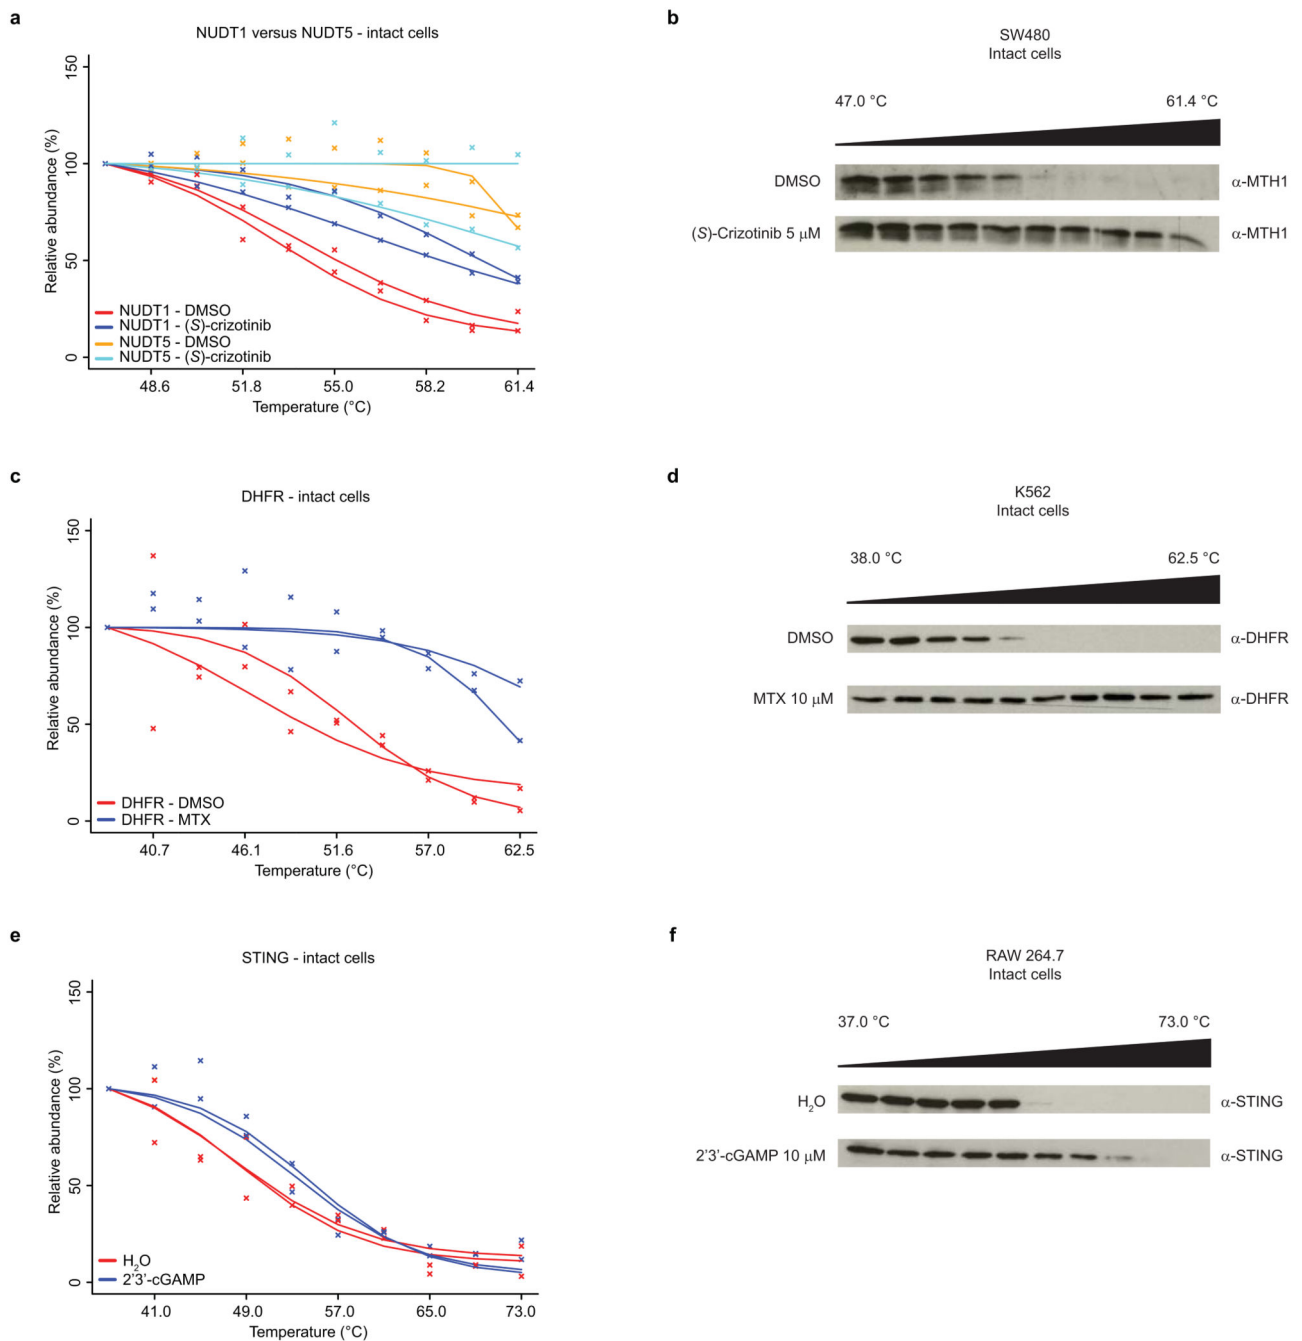 a
NUDT1 versus NUDT5 - intact cells
Relative abundance (%)
150
100
50
0
NUDT1 - DMSO
NUDT1 - (S)-crizotinib
NUDT5 - DMSO
NUDT5 - (S)-crizotinib
48.6 51.8 55.0 58.2 61.4
Temperature (°C)
b
SW480
Intact cells
47.0 °C 61.4 °C
DMSO α-MTH1
(S)-Crizotinib 5 μM α-MTH1
c
DHFR - intact cells
Relative abundance (%)
150
100
50
0
DHFR - DMSO
DHFR - MTX
40.7 46.1 51.6 57.0 62.5
Temperature (°C)
d
K562
Intact cells
38.0 °C 62.5 °C
DMSO α-DHFR
MTX 10 μM α-DHFR
e
STING - intact cells
Relative abundance (%)
150
100
50
0
H₂O
2'3'-cGAMP
41.0 49.0 57.0 65.0 73.0
Temperature (°C)
f
RAW 264.7
Intact cells
37.0 °C 73.0 °C
H₂O α-STING
2'3'-cGAMP 10 μM α-STING